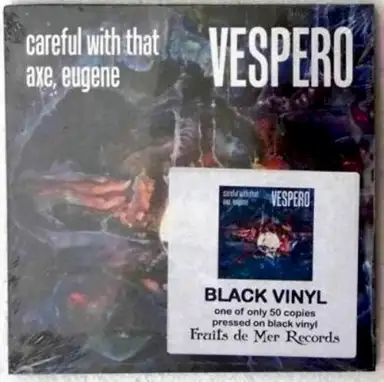 careful with that
axe, eugene
VESPERO
careful with that
axe, eugene
VESPERO
BLACK VINYL
one of only 50 copies
pressed on black vinyl
Fruits de Mer Records